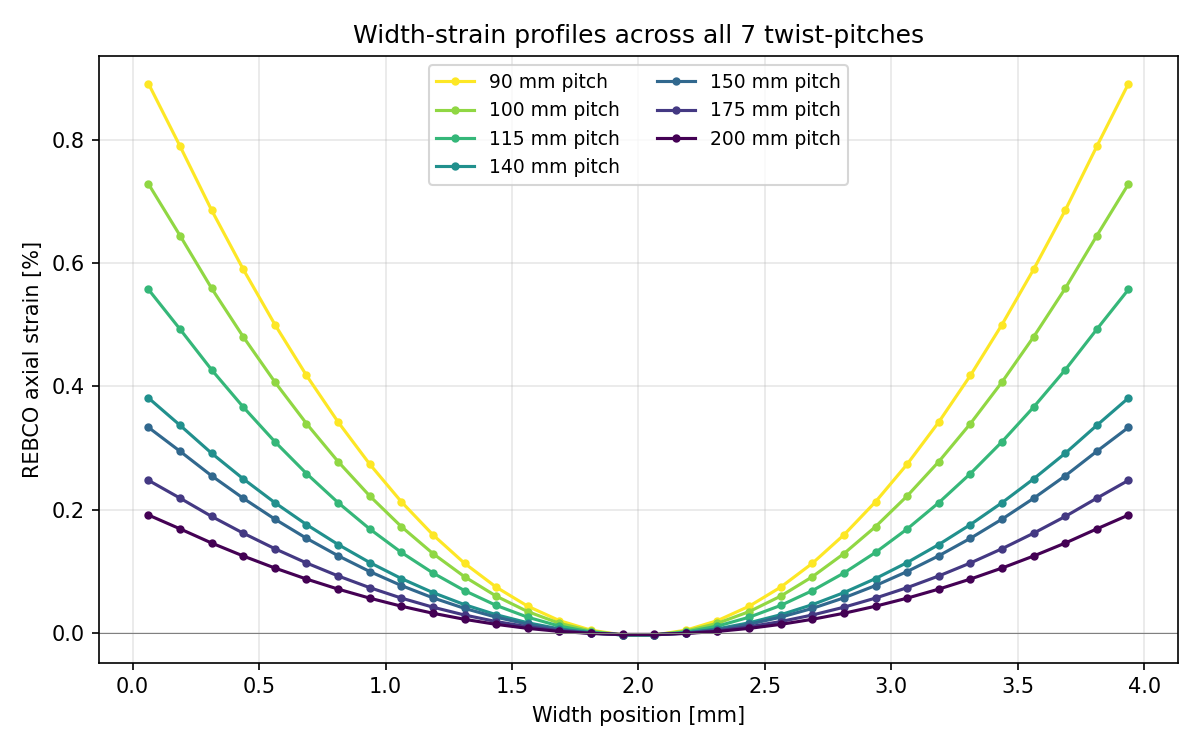 Width-strain profiles across all 7 twist-pitches
90 mm pitch
100 mm pitch
115 mm pitch
140 mm pitch
150 mm pitch
175 mm pitch
200 mm pitch
REBCO axial strain [%]
0.8
0.6
0.4
0.2
0.0
0.0 0.5 1.0 1.5 2.0 2.5 3.0 3.5 4.0
Width position [mm]